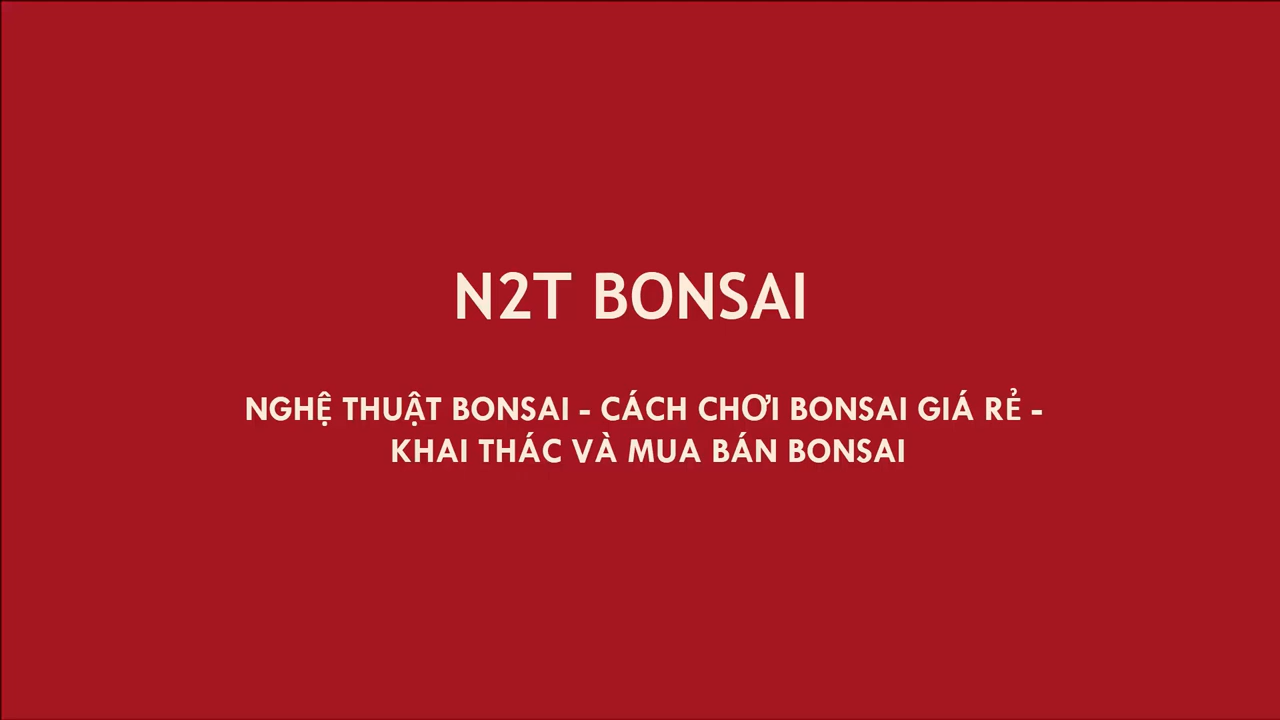 N2T BONSAI
NGHỆ THUẬT BONSAI - CÁCH CHƠI BONSAI GIÁ RẺ -
KHAI THÁC VÀ MUA BÁN BONSAI